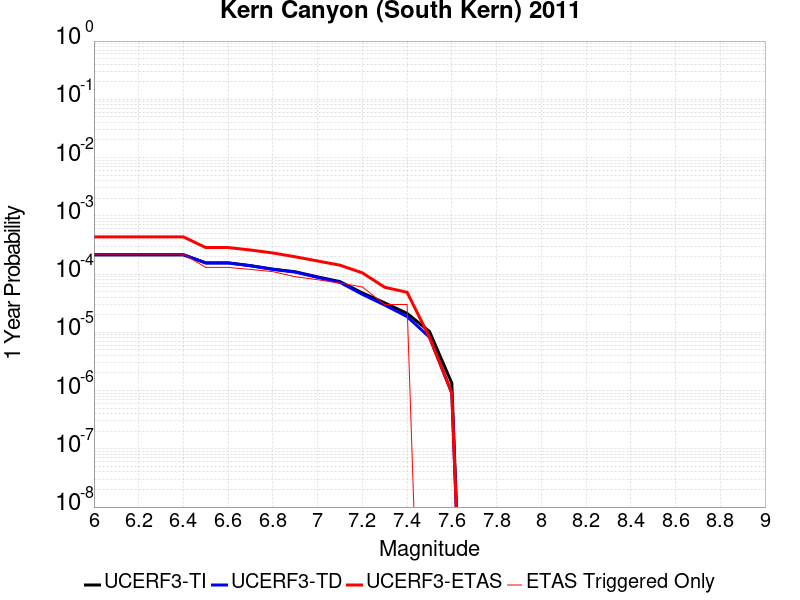 Kern Canyon (South Kern) 2011
10^0
10^-1
10^-2
10^-3
10^-4
10^-5
10^-6
10^-7
10^-8
1 Year Probability
6 6.2 6.4 6.6 6.8 7 7.2 7.4 7.6 7.8 8 8.2 8.4 8.6 8.8 9
Magnitude
UCERF3-TI UCERF3-TD UCERF3-ETAS ETAS Triggered Only